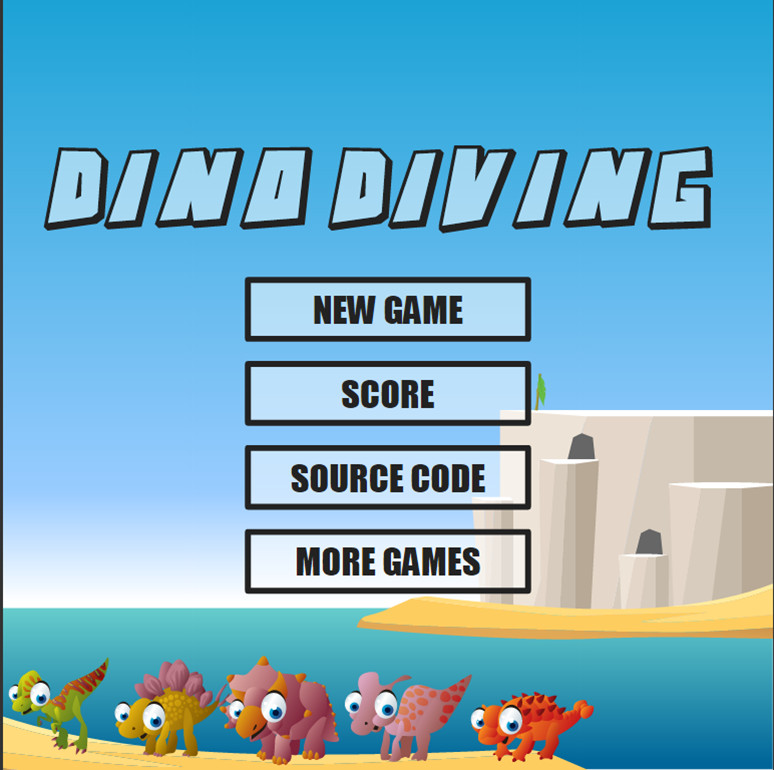 DINO DIVING
NEW GAME
SCORE
SOURCE CODE
MORE GAMES